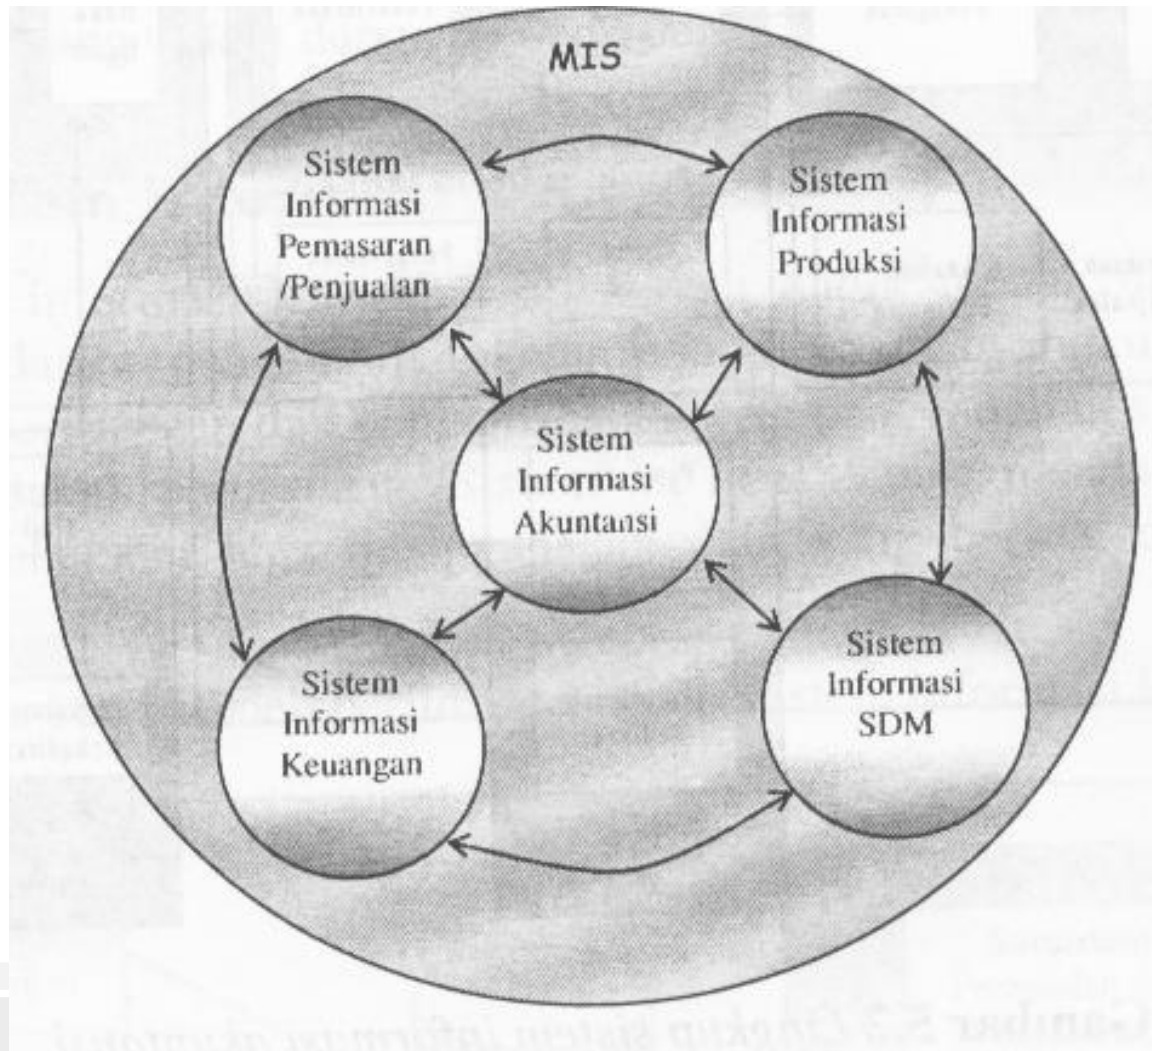 MIS
Sistem
Informasi
Pemasaran
/Penjualan
Sistem
Informasi
Produksi
Sistem
Informasi
Akuntansi
Sistem
Informasi
Keuangan
Sistem
Informasi
SDM